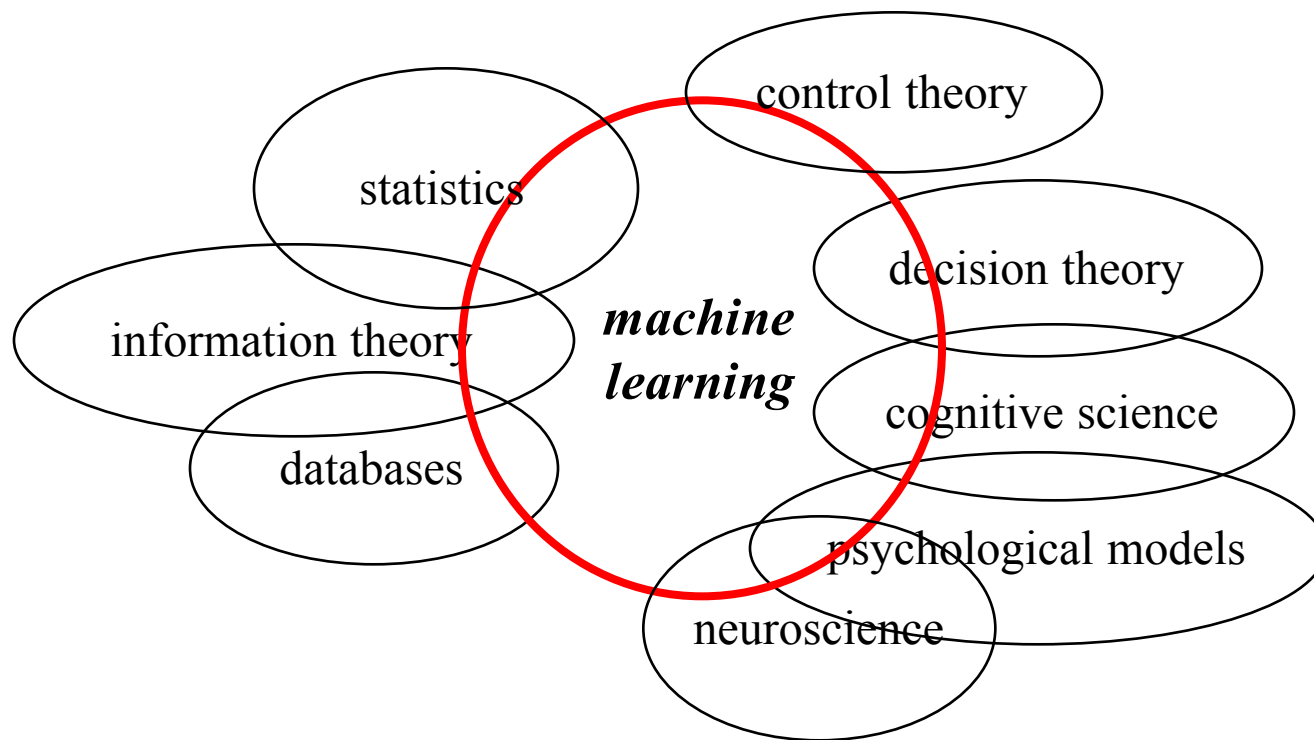 control theory
statistics
decision theory
information theory
machine
learning
cognitive science
databases
psychological models
neuroscience